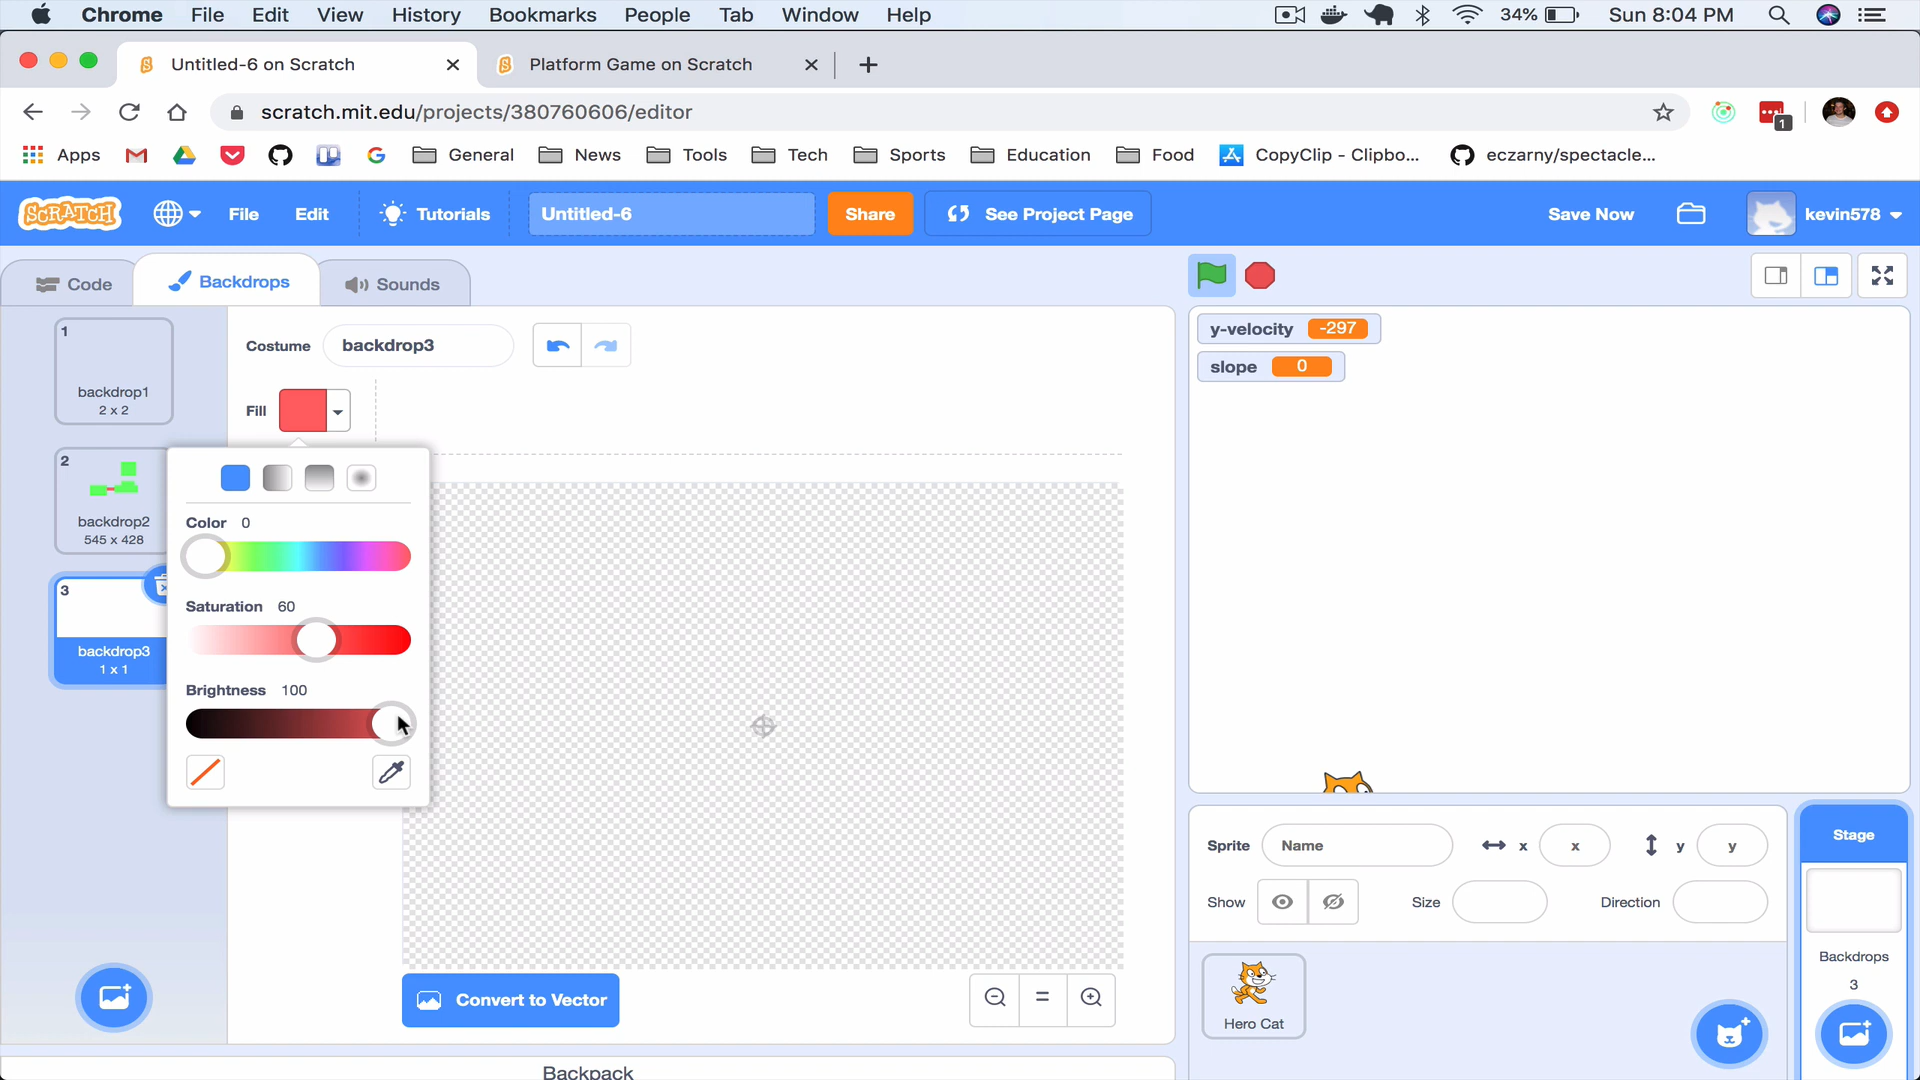 Chrome File Edit View History Bookmarks People Tab Window Help 34% Sun 8:04 PM
Untitled-6 on Scratch Platform Game on Scratch
scratch.mit.edu/projects/380760606/editor 1
Apps General News Tools Tech Sports Education Food CopyClip - Clipbo... eczarny/spectacle...
SCRATCH File Edit Tutorials Untitled-6 Share See Project Page Save Now kevin578
Code Backdrops Sounds
1
backdrop1
2 x 2
2
backdrop2
545 x 428
3
backdrop3
1 x 1
Costume backdrop3
Fill
Color 0
Saturation 60
Brightness 100
Convert to Vector
Backpack
y-velocity -297
slope 0
Sprite Name x x y y
Show Size Direction
Hero Cat
Stage
Backdrops
3